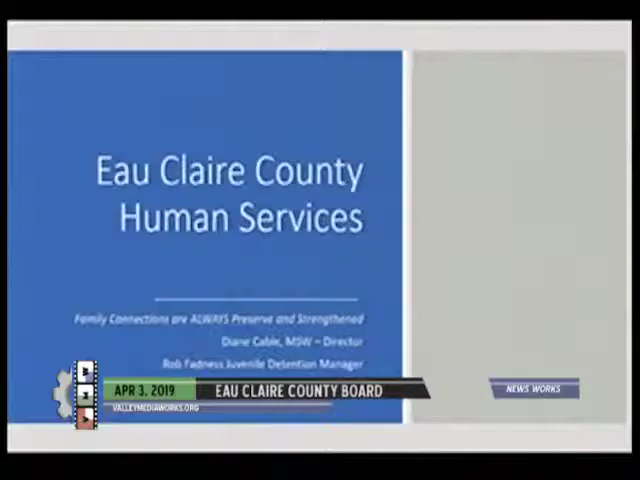 Eau Claire County
Human Services
Family Connections are ALWAYS Preserve and Strengthened
Diane Cable, MSW – Director
Rob Fadness Juvenile Detention Manager
APR 3, 2019
EAU CLAIRE COUNTY BOARD
NEWS WORKS
VALLEYMEDIAWORKS.ORG